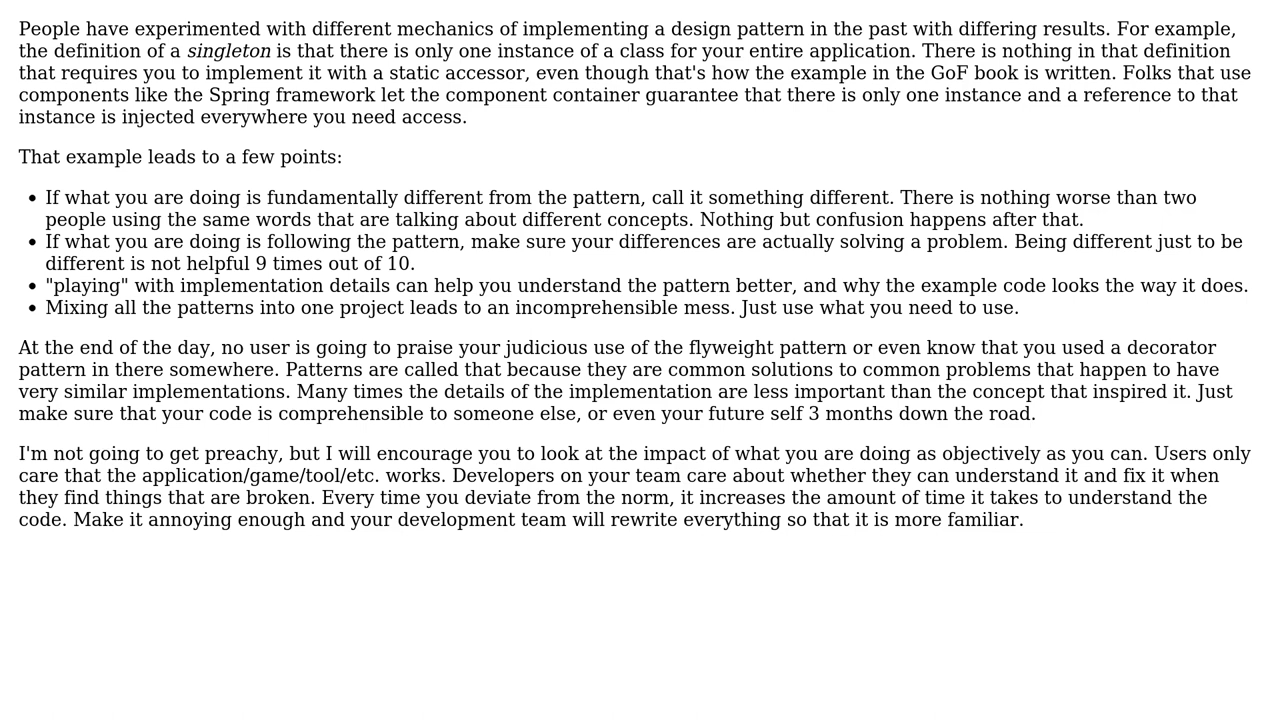 People have experimented with different mechanics of implementing a design pattern in the past with differing results. For example,
the definition of a singleton is that there is only one instance of a class for your entire application. There is nothing in that definition
that requires you to implement it with a static accessor, even though that's how the example in the GoF book is written. Folks that use
components like the Spring framework let the component container guarantee that there is only one instance and a reference to that
instance is injected everywhere you need access.
That example leads to a few points:
• If what you are doing is fundamentally different from the pattern, call it something different. There is nothing worse than two
people using the same words that are talking about different concepts. Nothing but confusion happens after that.
• If what you are doing is following the pattern, make sure your differences are actually solving a problem. Being different just to be
different is not helpful 9 times out of 10.
• "playing" with implementation details can help you understand the pattern better, and why the example code looks the way it does.
• Mixing all the patterns into one project leads to an incomprehensible mess. Just use what you need to use.
At the end of the day, no user is going to praise your judicious use of the flyweight pattern or even know that you used a decorator
pattern in there somewhere. Patterns are called that because they are common solutions to common problems that happen to have
very similar implementations. Many times the details of the implementation are less important than the concept that inspired it. Just
make sure that your code is comprehensible to someone else, or even your future self 3 months down the road.
I'm not going to get preachy, but I will encourage you to look at the impact of what you are doing as objectively as you can. Users only
care that the application/game/tool/etc. works. Developers on your team care about whether they can understand it and fix it when
they find things that are broken. Every time you deviate from the norm, it increases the amount of time it takes to understand the
code. Make it annoying enough and your development team will rewrite everything so that it is more familiar.